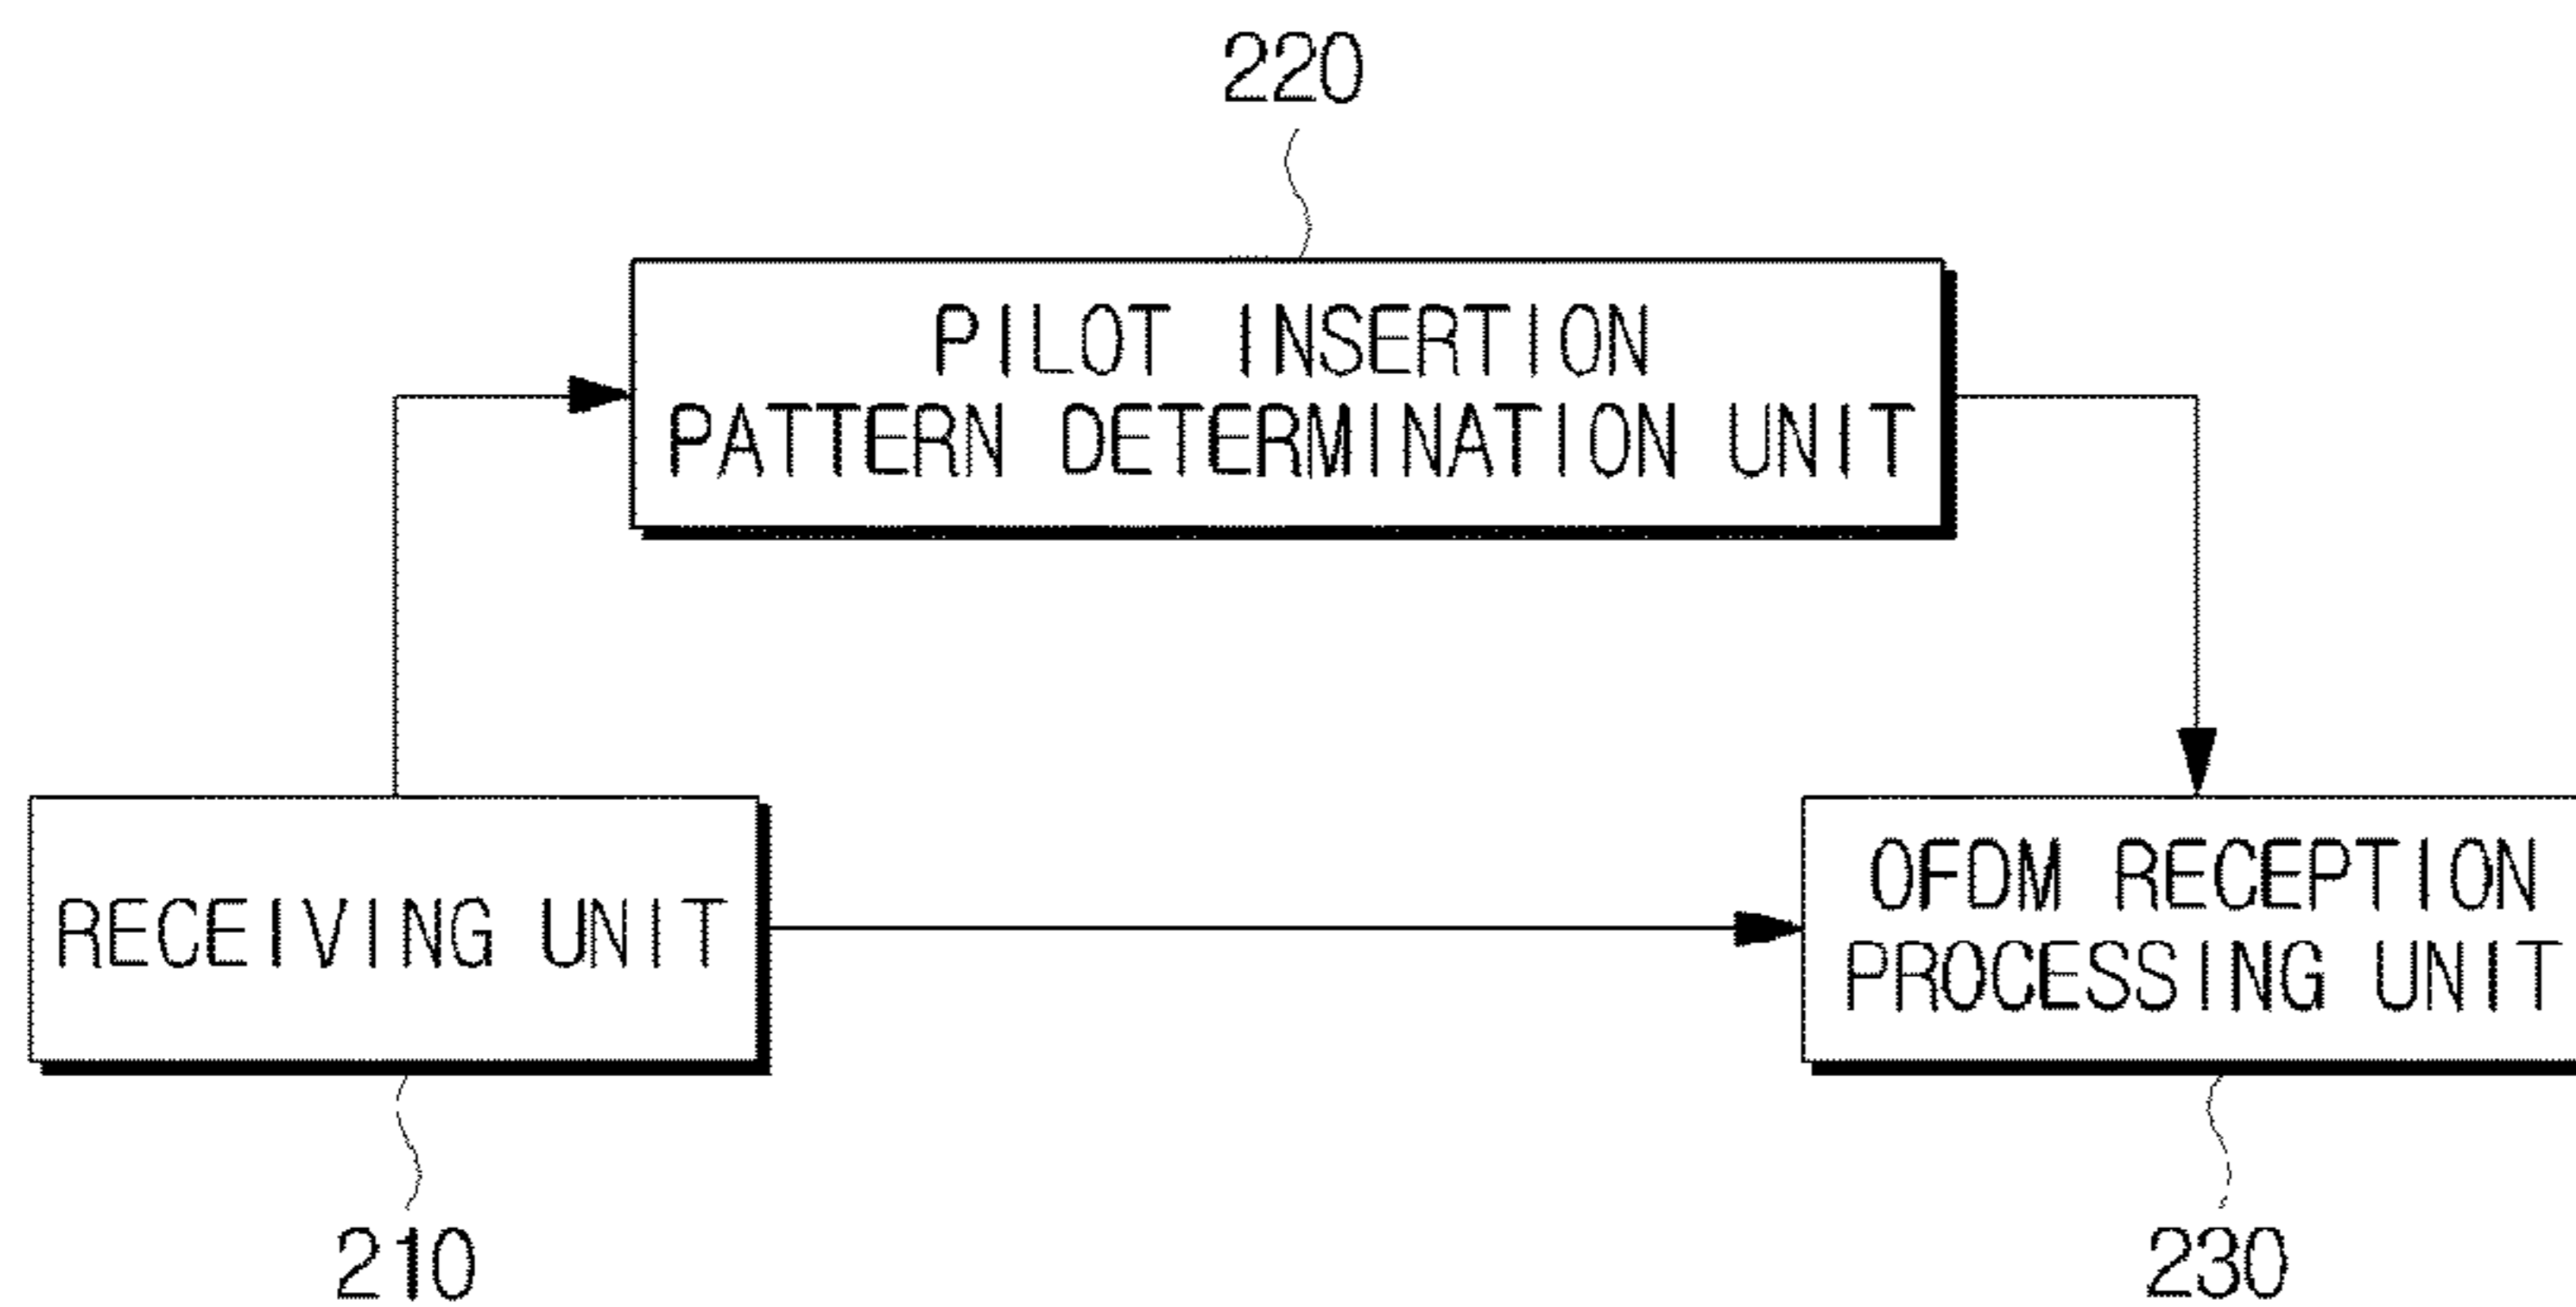 220
PILOT INSERTION
PATTERN DETERMINATION UNIT
RECEIVING UNIT
OFDM RECEPTION
PROCESSING UNIT
210
230